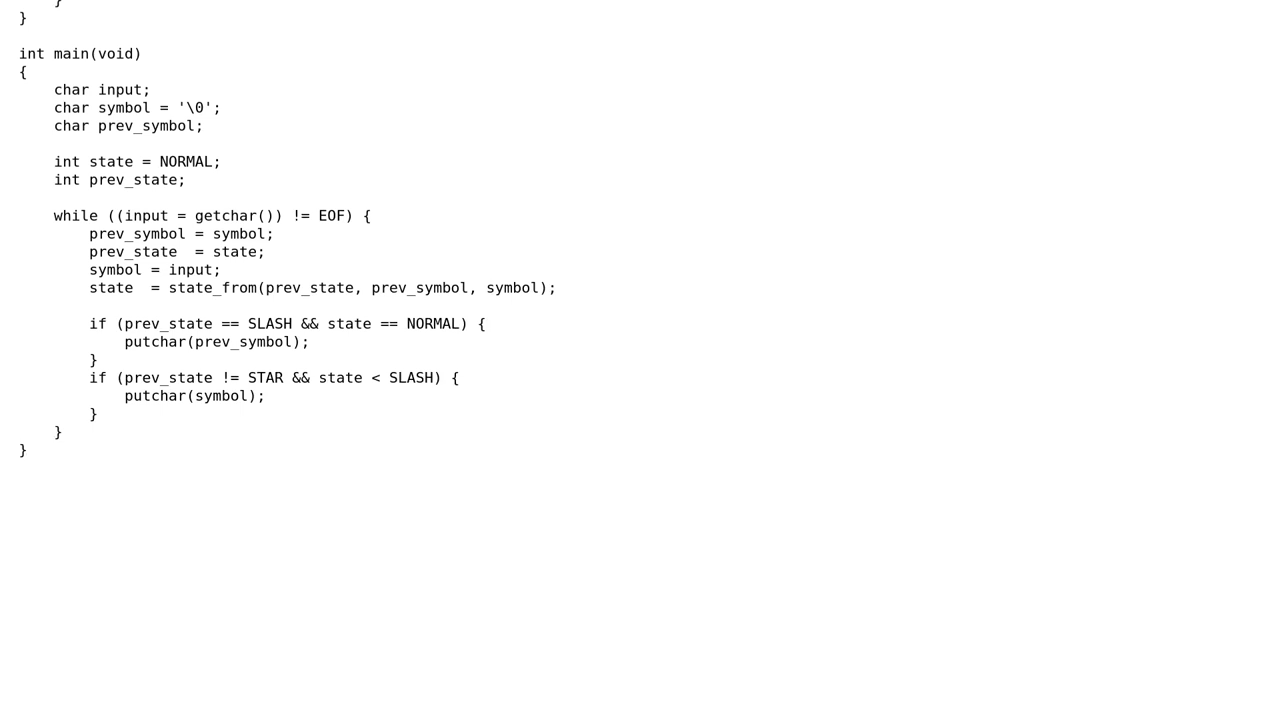 }
}

int main(void)
{
    char input;
    char symbol = '\0';
    char prev_symbol;

    int state = NORMAL;
    int prev_state;

    while ((input = getchar()) != EOF) {
        prev_symbol = symbol;
        prev_state  = state;
        symbol = input;
        state  = state_from(prev_state, prev_symbol, symbol);

        if (prev_state == SLASH && state == NORMAL) {
            putchar(prev_symbol);
        }
        if (prev_state != STAR && state < SLASH) {
            putchar(symbol);
        }
    }
}